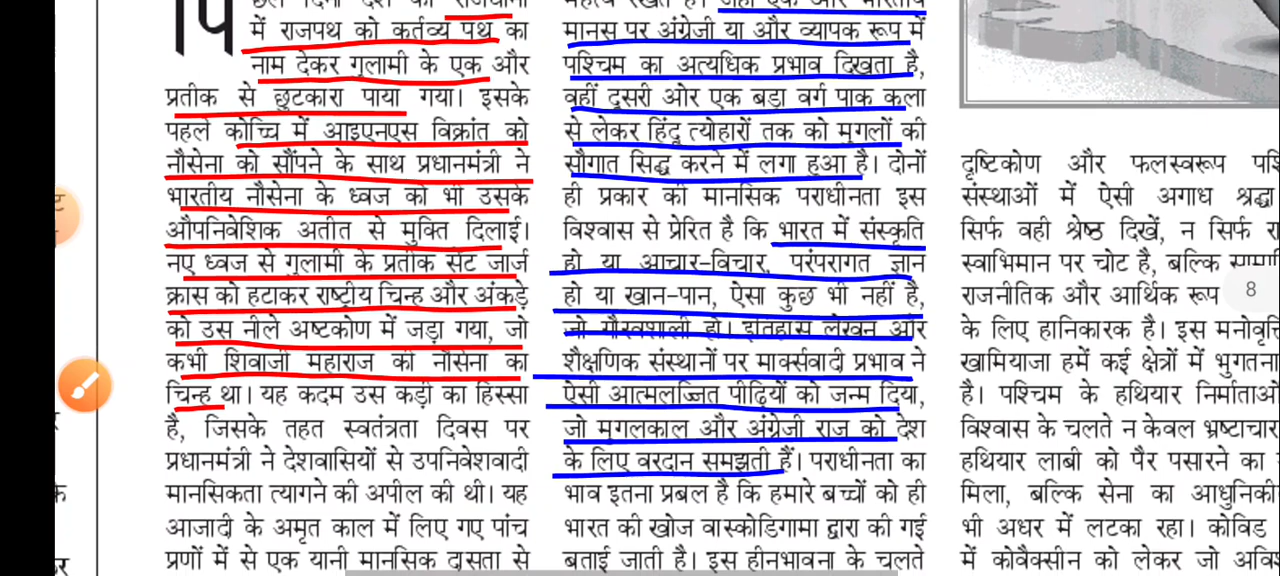 पि
में राजपथ को कर्तव्य पथ का
नाम देकर गुलामी के एक और
प्रतीक से छुटकारा पाया गया। इसके
पहले कोच्चि में आइएनएस विक्रांत को
नौसेना को सौंपने के साथ प्रधानमंत्री ने
भारतीय नौसेना के ध्वज को भी उसके
औपनिवेशिक अतीत से मुक्ति दिलाई।
नए ध्वज से गुलामी के प्रतीक सेंट जार्ज
क्रास को हटाकर राष्ट्रीय चिन्ह और अंकड़े
को उस नीले अष्टकोण में जड़ा गया, जो
कभी शिवाजी महाराज की नौसेना का
चिन्ह था। यह कदम उस कड़ी का हिस्सा
है, जिसके तहत स्वतंत्रता दिवस पर
प्रधानमंत्री ने देशवासियों से उपनिवेशवादी
मानसिकता त्यागने की अपील की थी। यह
आजादी के अमृत काल में लिए गए पांच
प्रणों में से एक यानी मानसिक दासता से
मानस पर अंग्रेजी या और व्यापक रूप में
पश्चिम का अत्यधिक प्रभाव दिखता है,
वहीं दूसरी ओर एक बड़ा वर्ग पाक कला
से लेकर हिंदू त्योहारों तक को मुगलों की
सौगात सिद्ध करने में लगा हुआ है। दोनों
ही प्रकार की मानसिक पराधीनता इस
विश्वास से प्रेरित है कि भारत में संस्कृति
हो या आचार-विचार, परंपरागत ज्ञान
हो या खान-पान, ऐसा कुछ भी नहीं है,
जो गौरवशाली हो। इतिहास लेखन और
शैक्षणिक संस्थानों पर मार्क्सवादी प्रभाव ने
ऐसी आत्मलज्जित पीढ़ियों को जन्म दिया,
जो मुगलकाल और अंग्रेजी राज को देश
के लिए वरदान समझती हैं। पराधीनता का
भाव इतना प्रबल है कि हमारे बच्चों को ही
भारत की खोज वास्कोडिगामा द्वारा की गई
बताई जाती है। इस हीनभावना के चलते
दृष्टिकोण और फलस्वरूप
संस्थाओं में ऐसी अगाध श्रद्धा
सिर्फ वही श्रेष्ठ दिखें, न सिर्फ
स्वाभिमान पर चोट है, बल्कि
राजनीतिक और आर्थिक रूप
8
के लिए हानिकारक है। इस
खामियाजा हमें कई क्षेत्रों में भुगतना
है। पश्चिम के हथियार
विश्वास के चलते न केवल भ्रष्टाचार
हथियार लाबी को पैर पसारने का
मिला, बल्कि सेना का
भी अधर में लटका रहा। कोविड
में कोवैक्सीन को लेकर जो